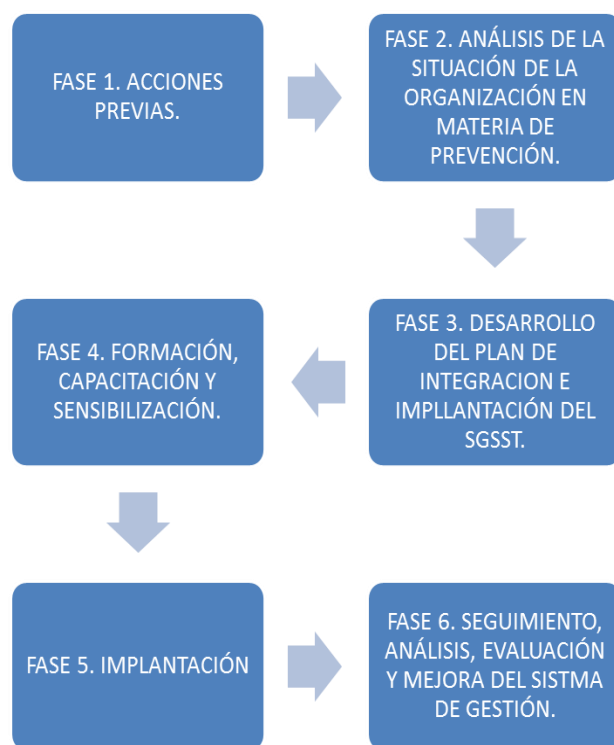 FASE 1. ACCIONES
PREVIAS.
FASE 2. ANÁLISIS DE LA
SITUACIÓN DE LA
ORGANIZACIÓN EN
MATERIA DE
PREVENCIÓN.
FASE 3. DESARROLLO
DEL PLAN DE
INTEGRACION E
IMPLLANTACIÓN DEL
SGSST.
FASE 4. FORMACIÓN,
CAPACITACIÓN Y
SENSIBILIZACIÓN.
FASE 5. IMPLANTACIÓN
FASE 6. SEGUIMIENTO,
ANÁLISIS, EVALUACIÓN
Y MEJORA DEL SISTMA
DE GESTIÓN.